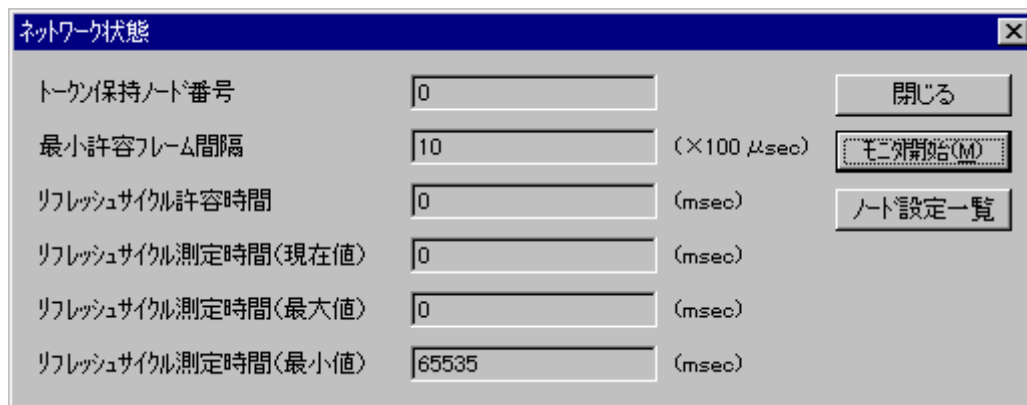 ネットワーク状態
トークン保持ノード番号 0 閉じる
最小許容フレーム間隔 10 (×100 μsec) モニタ開始(M)
リフレッシュサイクル許容時間 0 (msec) ノード設定一覧
リフレッシュサイクル測定時間(現在値) 0 (msec)
リフレッシュサイクル測定時間(最大値) 0 (msec)
リフレッシュサイクル測定時間(最小値) 65535 (msec)